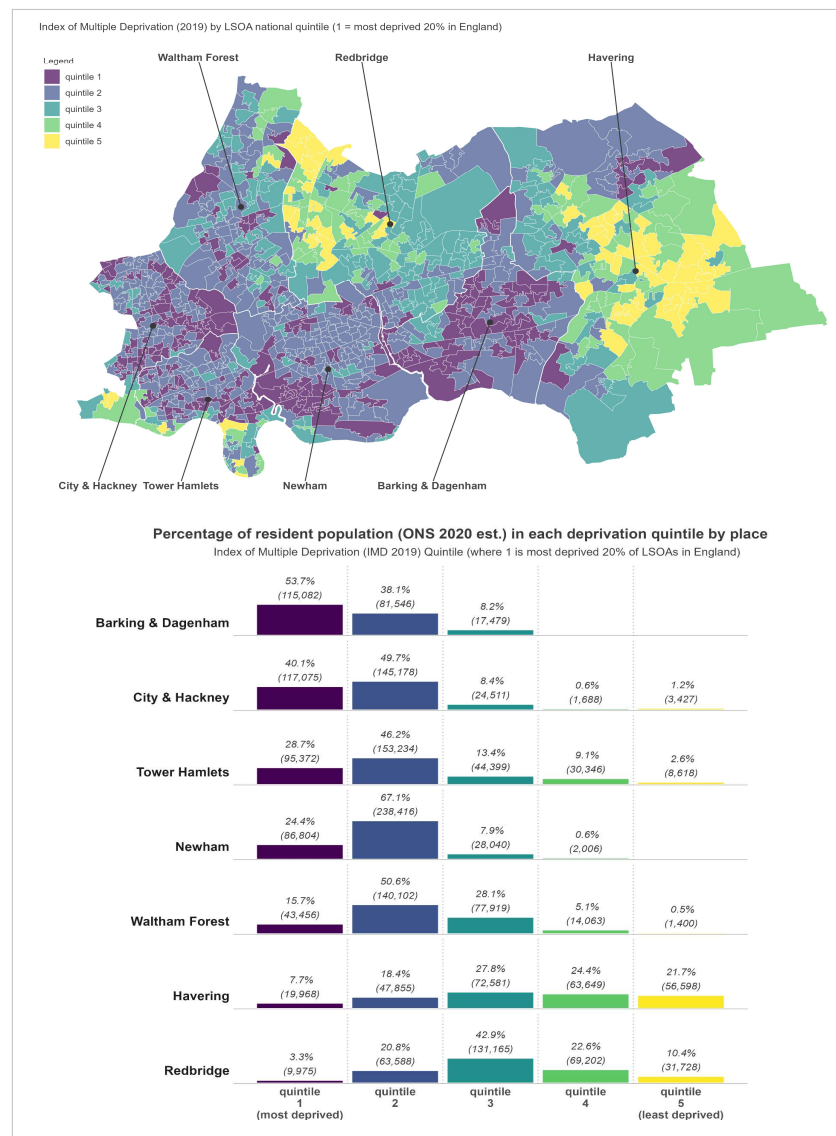 Index of Multiple Deprivation (2019) by LSOA national quintile (1 = most deprived 20% in England)
Legend
quintile 1
quintile 2
quintile 3
quintile 4
quintile 5
Waltham Forest
Redbridge
Havering
City & Hackney
Tower Hamlets
Newham
Barking & Dagenham
Percentage of resident population (ONS 2020 est.) in each deprivation quintile by place
Index of Multiple Deprivation (IMD 2019) Quintile (where 1 is most deprived 20% of LSOAs in England)
Barking & Dagenham
53.7%
(115,082)
38.1%
(81,546)
8.2%
(17,479)
City & Hackney
40.1%
(117,075)
49.7%
(145,178)
8.4%
(24,511)
0.6%
(1,688)
1.2%
(3,427)
Tower Hamlets
28.7%
(95,372)
46.2%
(153,234)
13.4%
(44,399)
9.1%
(30,346)
2.6%
(8,618)
Newham
24.4%
(86,804)
67.1%
(238,416)
7.9%
(28,040)
0.6%
(2,006)
Waltham Forest
15.7%
(43,456)
50.6%
(140,102)
28.1%
(77,919)
5.1%
(14,063)
0.5%
(1,400)
Havering
7.7%
(19,968)
18.4%
(47,855)
27.8%
(72,581)
24.4%
(63,649)
21.7%
(56,598)
Redbridge
3.3%
(9,975)
20.8%
(63,588)
42.9%
(131,165)
22.6%
(69,202)
10.4%
(31,728)
quintile
1
(most deprived)
quintile
2
quintile
3
quintile
4
quintile
5
(least deprived)